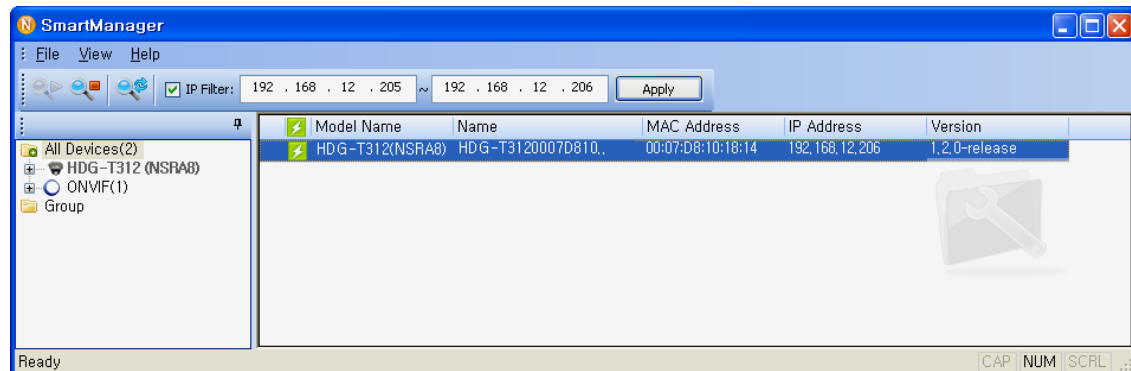 SmartManager
File View Help
IP Filter: 192 . 168 . 12 . 205 ~ 192 . 168 . 12 . 206 Apply
Model Name Name MAC Address IP Address Version
All Devices(2)
HDG-T312(NSRA8) HDG-T3120007D810,, 00:07:D8:10:18:14 192,168,12,206 1,2,0-release
HDG-T312 (NSRA8)
ONVIF(1)
Group
Ready CAP NUM SCRL